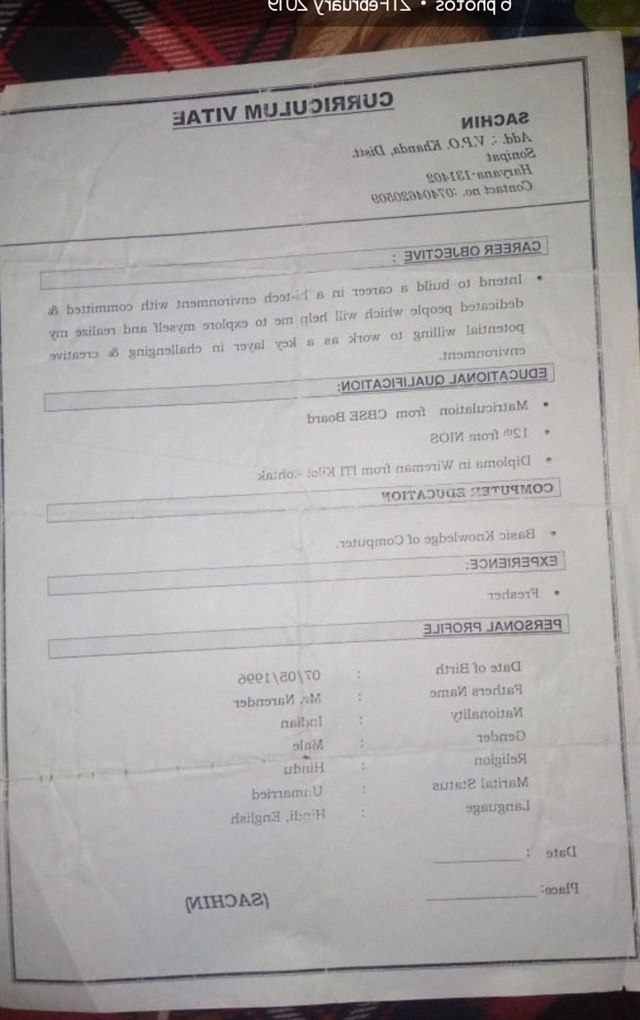 6 photos • 21 February 2019
CURRICULUM VITAE
SACHIN
Add. : V.P.O. Khanda, Distt.
Sonipat
Haryana-131402
Contact no. :07404620509
CAREER OBJECTIVE :
• Intend to build a career in a hi-tech environment with committed &
dedicated people which will help me to explore myself and realize my
potential willing to work as a key layer in challenging & creative
environment.
EDUCATIONAL QUALIFICATION:
• Matriculation from CBSE Board
• 12th from NIOS
• Diploma in Wireman from ITI Kiloi Rohtak
COMPUTER EDUCATION
• Basic Knowledge of Computer.
EXPERIENCE:
• Fresher
PERSONAL PROFILE
Date of Birth : 07/05/1996
Fathers Name : Mr. Narender
Nationality : Indian
Gender : Male
Religion : Hindu
Marital Status : Unmarried
Language : Hindi, English
Date :
Place:
(SACHIN)